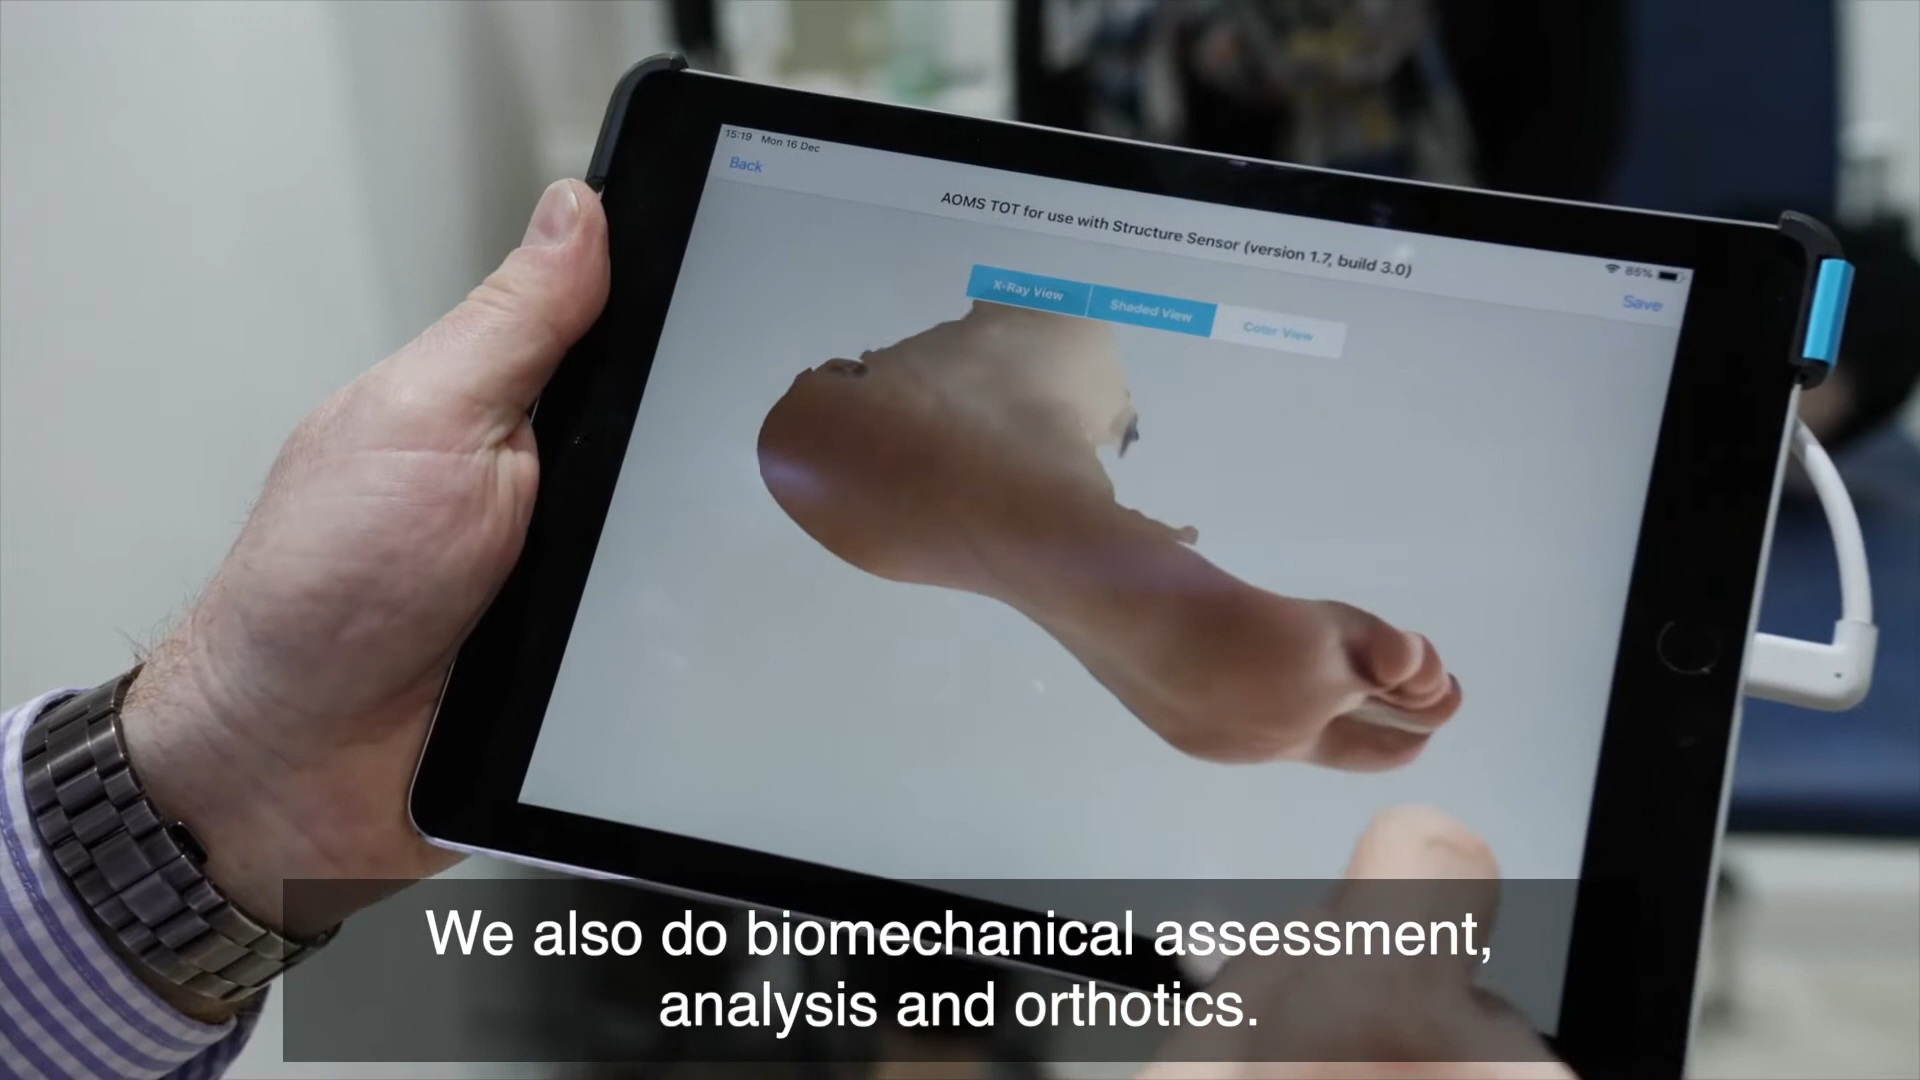 15:19 Mon 16 Dec
85%
Back
AOMS TOT for use with Structure Sensor (version 1.7, build 3.0)
Save
X-Ray View
Shaded View
Color View
We also do biomechanical assessment,
analysis and orthotics.